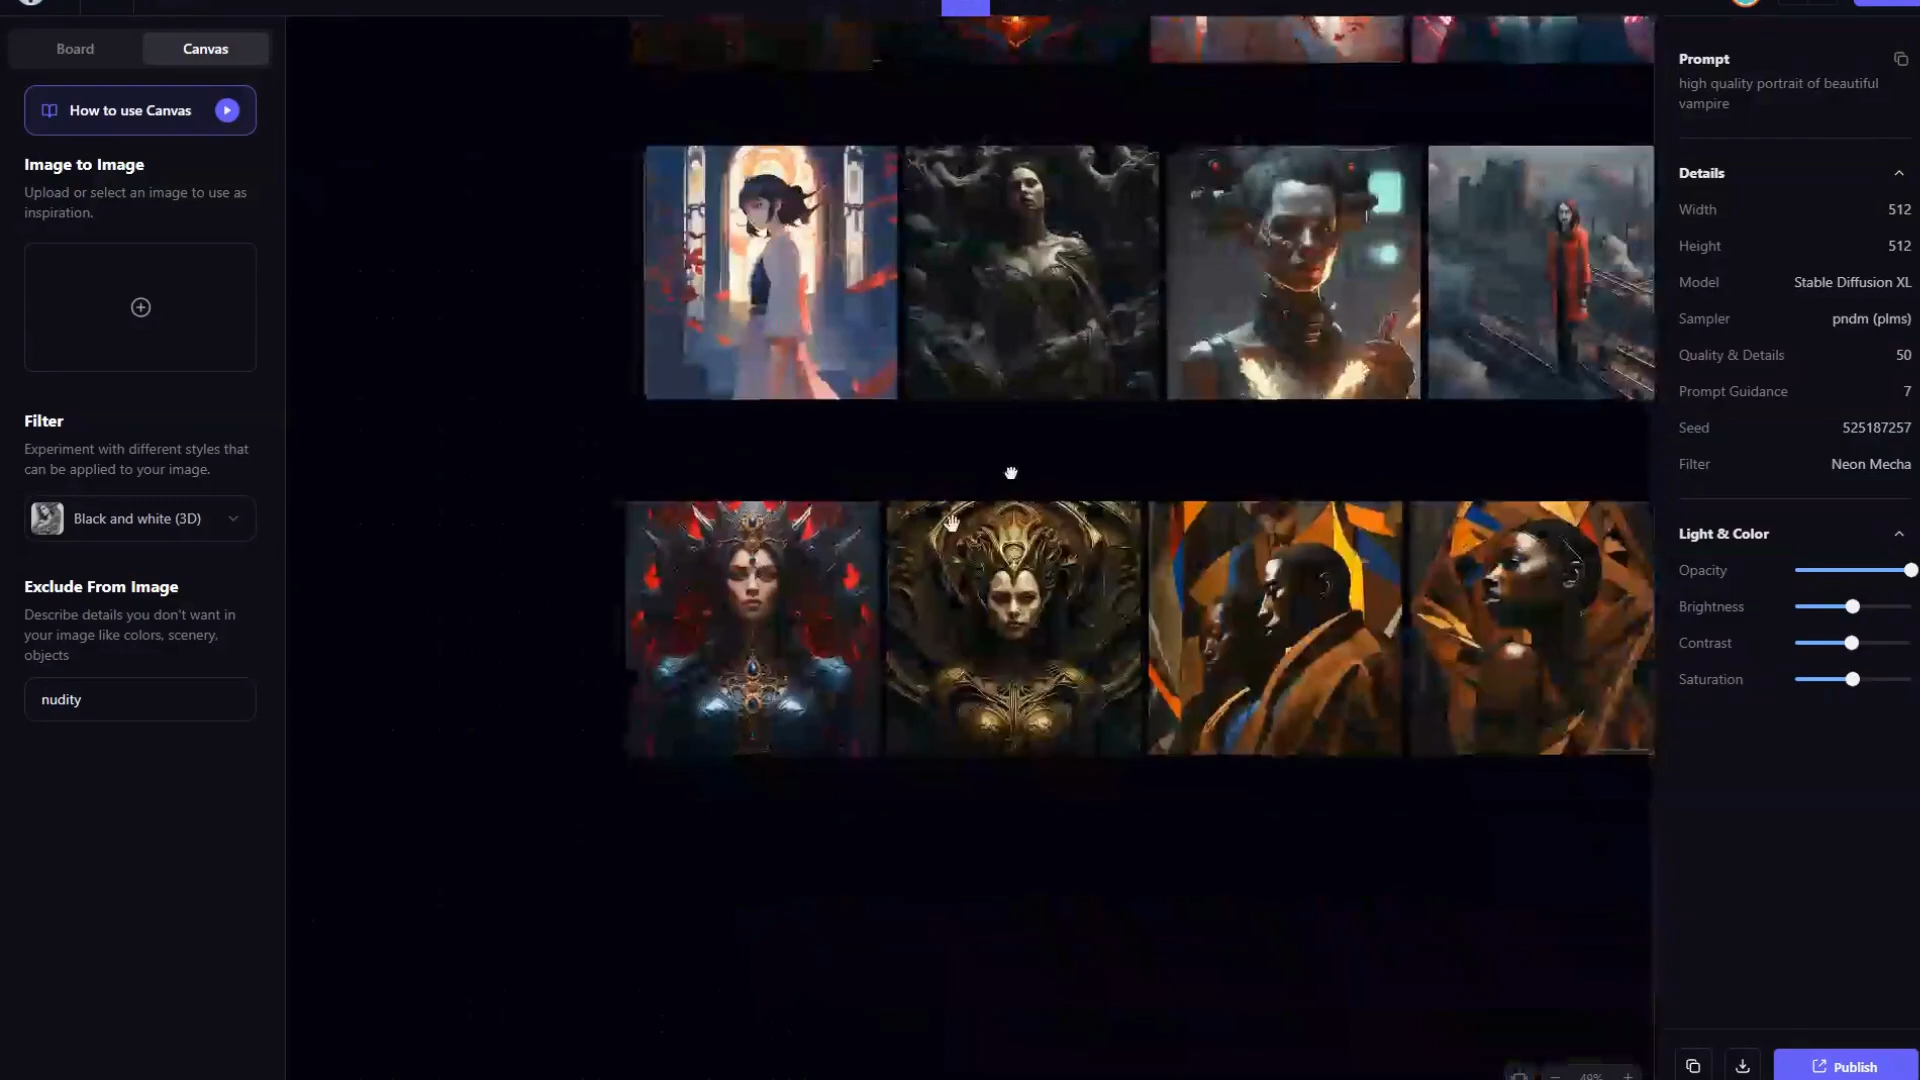 Board
Canvas
How to use Canvas
Image to Image
Upload or select an image to use as
inspiration.
Filter
Experiment with different styles that
can be applied to your image.
Black and white (3D)
Exclude From Image
Describe details you don't want in
your image like colors, scenery,
objects
nudity
Prompt
high quality portrait of beautiful
vampire
Details
Width 512
Height 512
Model Stable Diffusion XL
Sampler pndm (plms)
Quality & Details 50
Prompt Guidance 7
Seed 525187257
Filter Neon Mecha
Light & Color
Opacity
Brightness
Contrast
Saturation
Publish